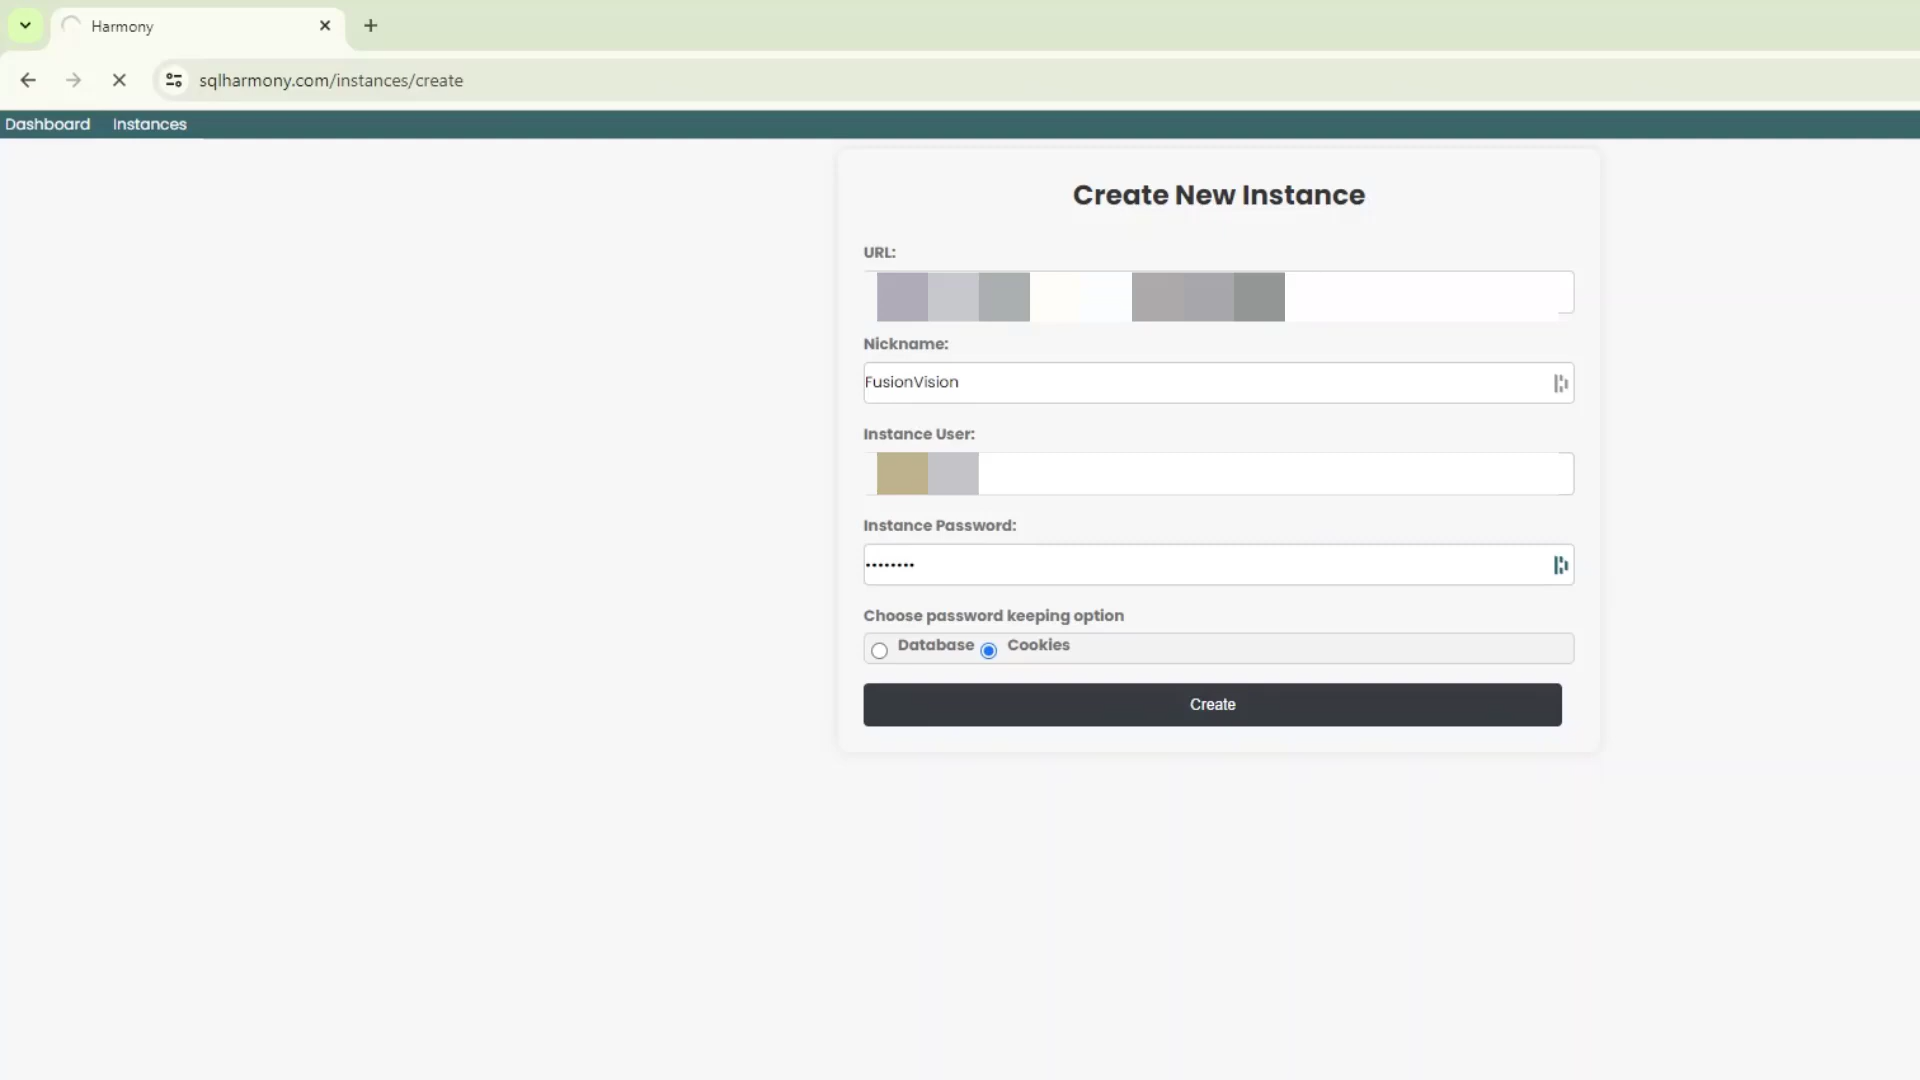 Harmony
sqlharmony.com/instances/create
Dashboard Instances
Create New Instance
URL:
Nickname:
FusionVision
Instance User:
Instance Password:
••••••••
Choose password keeping option
Database Cookies
Create